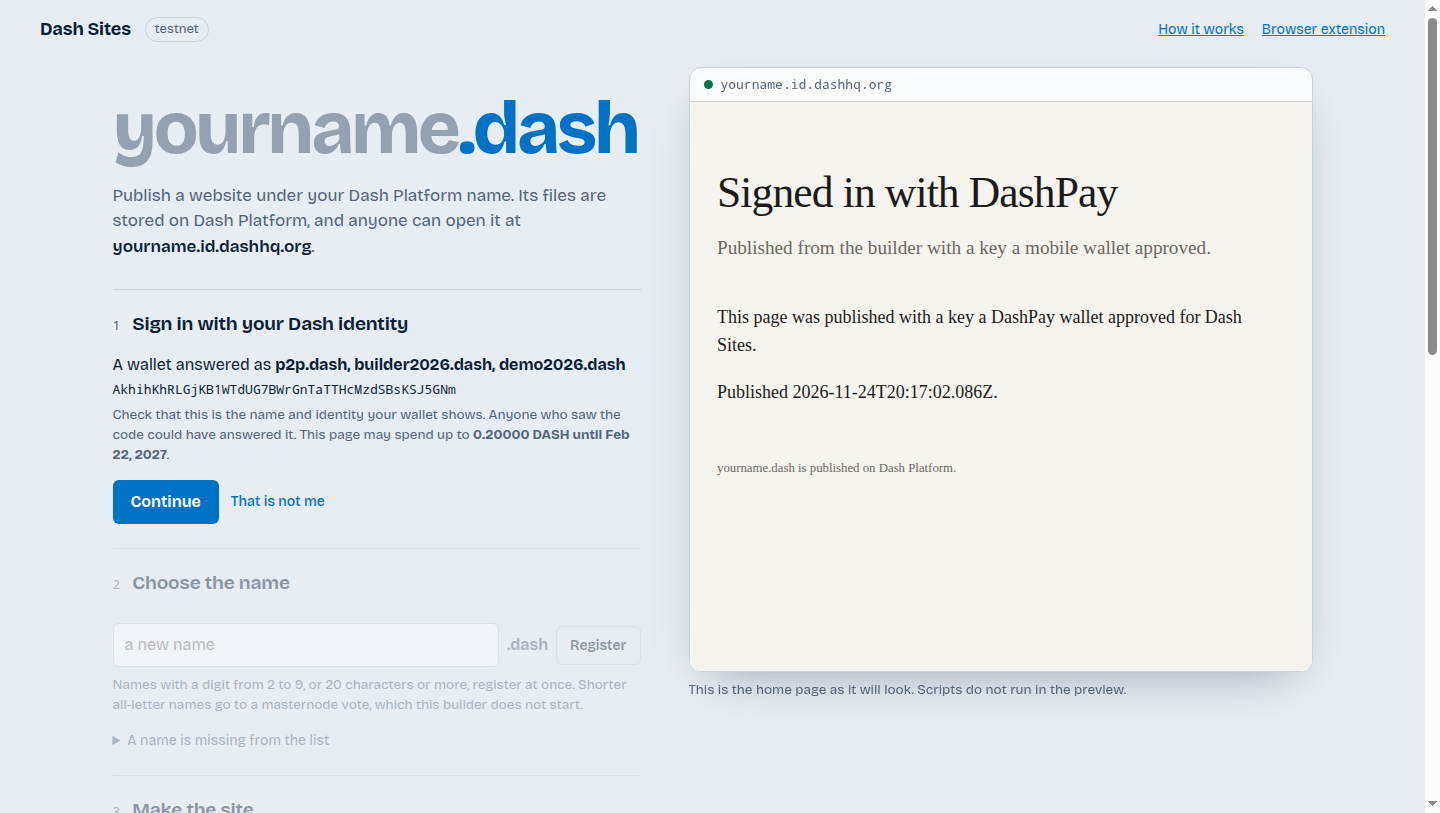 Dash Sites
testnet
How it works
Browser extension
yourname.dash
Publish a website under your Dash Platform name. Its files are
stored on Dash Platform, and anyone can open it at
yourname.id.dashhq.org.
1 Sign in with your Dash identity
A wallet answered as p2p.dash, builder2026.dash, demo2026.dash
AkhihKhRLGjKB1WTdUG7BWrGnTaTTHcMzdSBsKSJ5GNm
Check that this is the name and identity your wallet shows. Anyone who saw the
code could have answered it. This page may spend up to 0.20000 DASH until Feb
22, 2027.
Continue
That is not me
2 Choose the name
a new name
.dash
Register
Names with a digit from 2 to 9, or 20 characters or more, register at once. Shorter
all-letter names go to a masternode vote, which this builder does not start.
A name is missing from the list
3 Make the site
yourname.id.dashhq.org
Signed in with DashPay
Published from the builder with a key a mobile wallet approved.
This page was published with a key a DashPay wallet approved for Dash
Sites.
Published 2026-11-24T20:17:02.086Z.
yourname.dash is published on Dash Platform.
This is the home page as it will look. Scripts do not run in the preview.